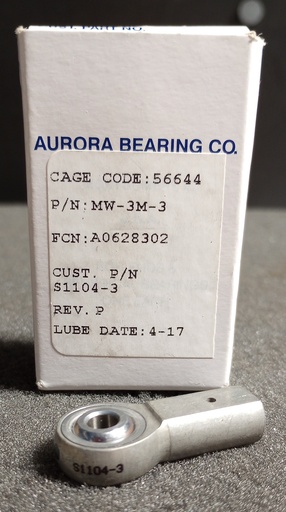 AURORA BEARING CO.
CAGE CODE:56644
P/N:MW-3M-3
FCN:A0628302
CUST. P/N
S1104-3
REV. P
LUBE DATE:4-17
S1104-3